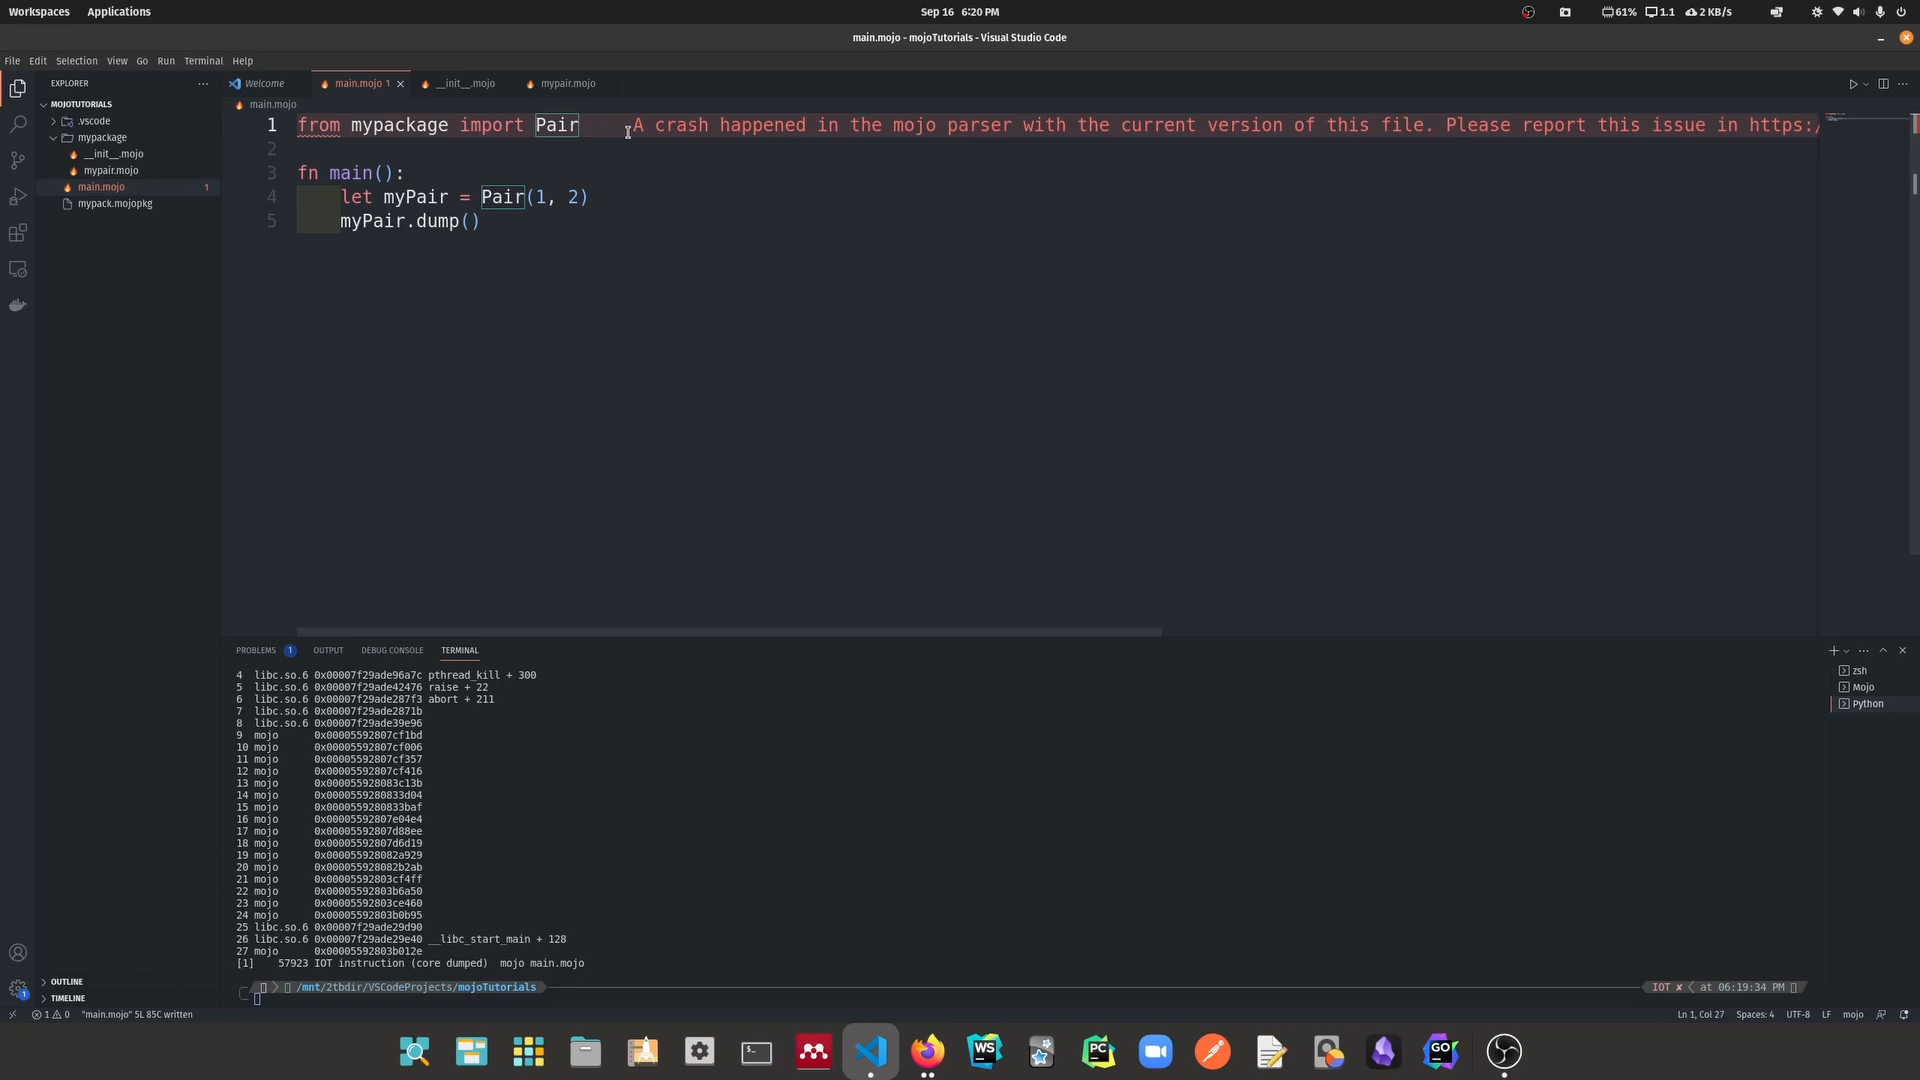 Workspaces Applications Sep 16 6:20 PM 61% 1.1 2 KB/s
main.mojo - mojoTutorials - Visual Studio Code
File Edit Selection View Go Run Terminal Help
EXPLORER
MOJOTUTORIALS
.vscode
mypackage
__init__.mojo
mypair.mojo
main.mojo 1
mypack.mojopkg
OUTLINE
TIMELINE
Welcome main.mojo 1 __init__.mojo mypair.mojo
main.mojo
1 from mypackage import Pair A crash happened in the mojo parser with the current version of this file. Please report this issue in https:/
2
3 fn main():
4 let myPair = Pair(1, 2)
5 myPair.dump()
PROBLEMS 1 OUTPUT DEBUG CONSOLE TERMINAL
4 libc.so.6 0x00007f29ade96a7c pthread_kill + 300
5 libc.so.6 0x00007f29ade42476 raise + 22
6 libc.so.6 0x00007f29ade287f3 abort + 211
7 libc.so.6 0x00007f29ade2871b
8 libc.so.6 0x00007f29ade39e96
9 mojo 0x00005592807cf1bd
10 mojo 0x00005592807cf006
11 mojo 0x00005592807cf357
12 mojo 0x00005592807cf416
13 mojo 0x000055928083c13b
14 mojo 0x0000559280833d04
15 mojo 0x0000559280833baf
16 mojo 0x00005592807e04e4
17 mojo 0x00005592807d88ee
18 mojo 0x00005592807d6d19
19 mojo 0x000055928082a929
20 mojo 0x000055928082b2ab
21 mojo 0x00005592803cf4ff
22 mojo 0x00005592803b6a50
23 mojo 0x00005592803ce460
24 mojo 0x00005592803b0b95
25 libc.so.6 0x00007f29ade29d90
26 libc.so.6 0x00007f29ade29e40 __libc_start_main + 128
27 mojo 0x00005592803b012e
[1] 57923 IOT instruction (core dumped) mojo main.mojo
/mnt/2tbdir/VSCodeProjects/mojoTutorials IOT ✘ at 06:19:34 PM
zsh
Mojo
Python
1
1 0 "main.mojo" 5L 85C written Ln 1, Col 27 Spaces: 4 UTF-8 LF mojo
WS PC GO